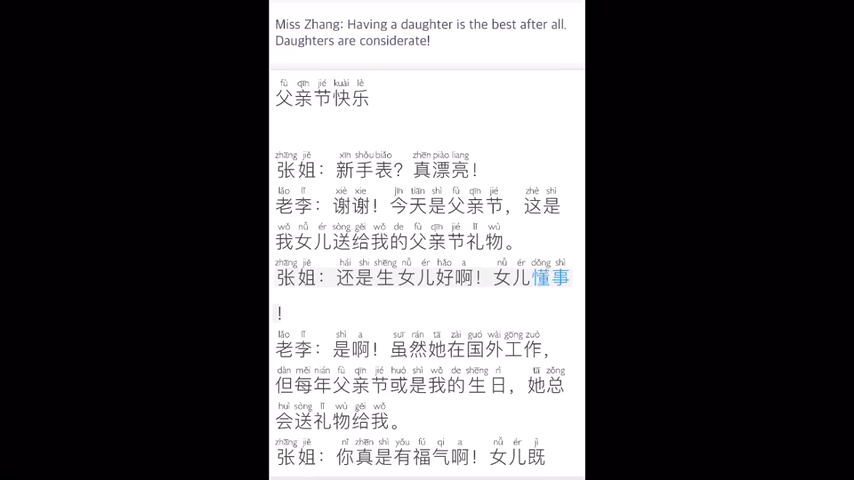 Miss Zhang: Having a daughter is the best after all.
Daughters are considerate!
fù qīn jié kuài lè
父亲节快乐
zhāng jiě xīn shǒu biǎo zhēn piào liang
张姐：新手表？真漂亮！
lǎo lǐ xiè xie jīn tiān shì fù qīn jié zhè shì
老李：谢谢！今天是父亲节，这是
wǒ nǚ ér sòng gěi wǒ de fù qīn jié lǐ wù
我女儿送给我的父亲节礼物。
zhāng jiě hái shi shēng nǚ ér hǎo a nǚ ér dǒng shì
张姐：还是生女儿好啊！女儿懂事
！
lǎo lǐ shì a suī rán tā zài guó wài gōng zuò
老李：是啊！虽然她在国外工作，
dàn měi nián fù qīn jié huò shì wǒ de shēng rì tā zǒng
但每年父亲节或是我的生日，她总
huì sòng lǐ wù gěi wǒ
会送礼物给我。
zhāng jiě nǐ zhēn shì yǒu fú qi a nǚ ér jì
张姐：你真是有福气啊！女儿既